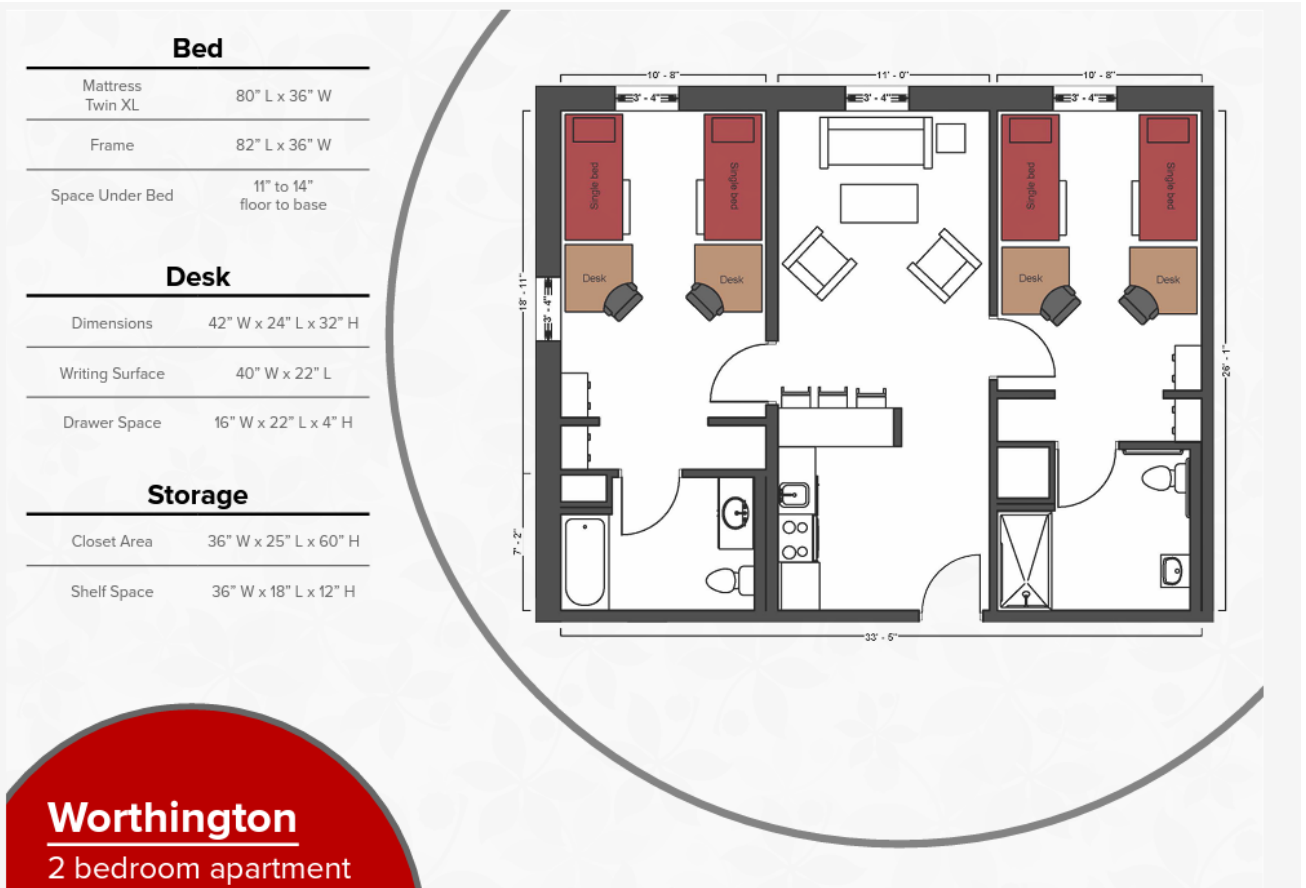 Bed
Mattress
Twin XL
80” L x 36” W
Frame
82” L x 36” W
Space Under Bed
11” to 14”
floor to base
Desk
Dimensions
42” W x 24” L x 32” H
Writing Surface
40” W x 22” L
Drawer Space
16” W x 22” L x 4” H
Storage
Closet Area
36” W x 25” L x 60” H
Shelf Space
36” W x 18” L x 12” H
Worthington
2 bedroom apartment
10' - 8"
11' - 0"
10' - 8"
3' - 4"
3' - 4"
3' - 4"
Single bed
Single bed
Single bed
Single bed
Desk
Desk
Desk
Desk
18' - 11"
3' - 4"
26' - 1"
7' - 2"
33' - 5"